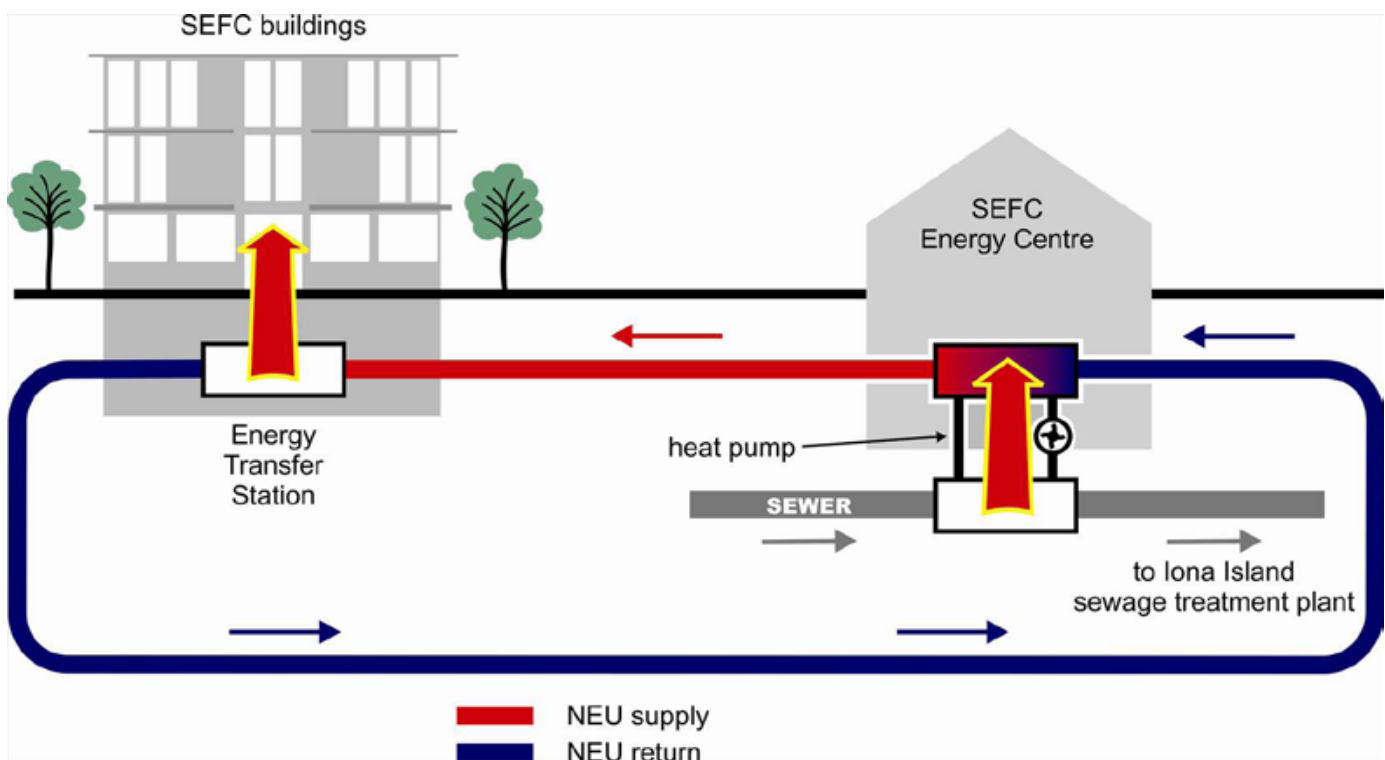 SEFC buildings
SEFC
Energy Centre
heat pump
Energy
Transfer
Station
SEWER
to Iona Island
sewage treatment plant
NEU supply
NEU return